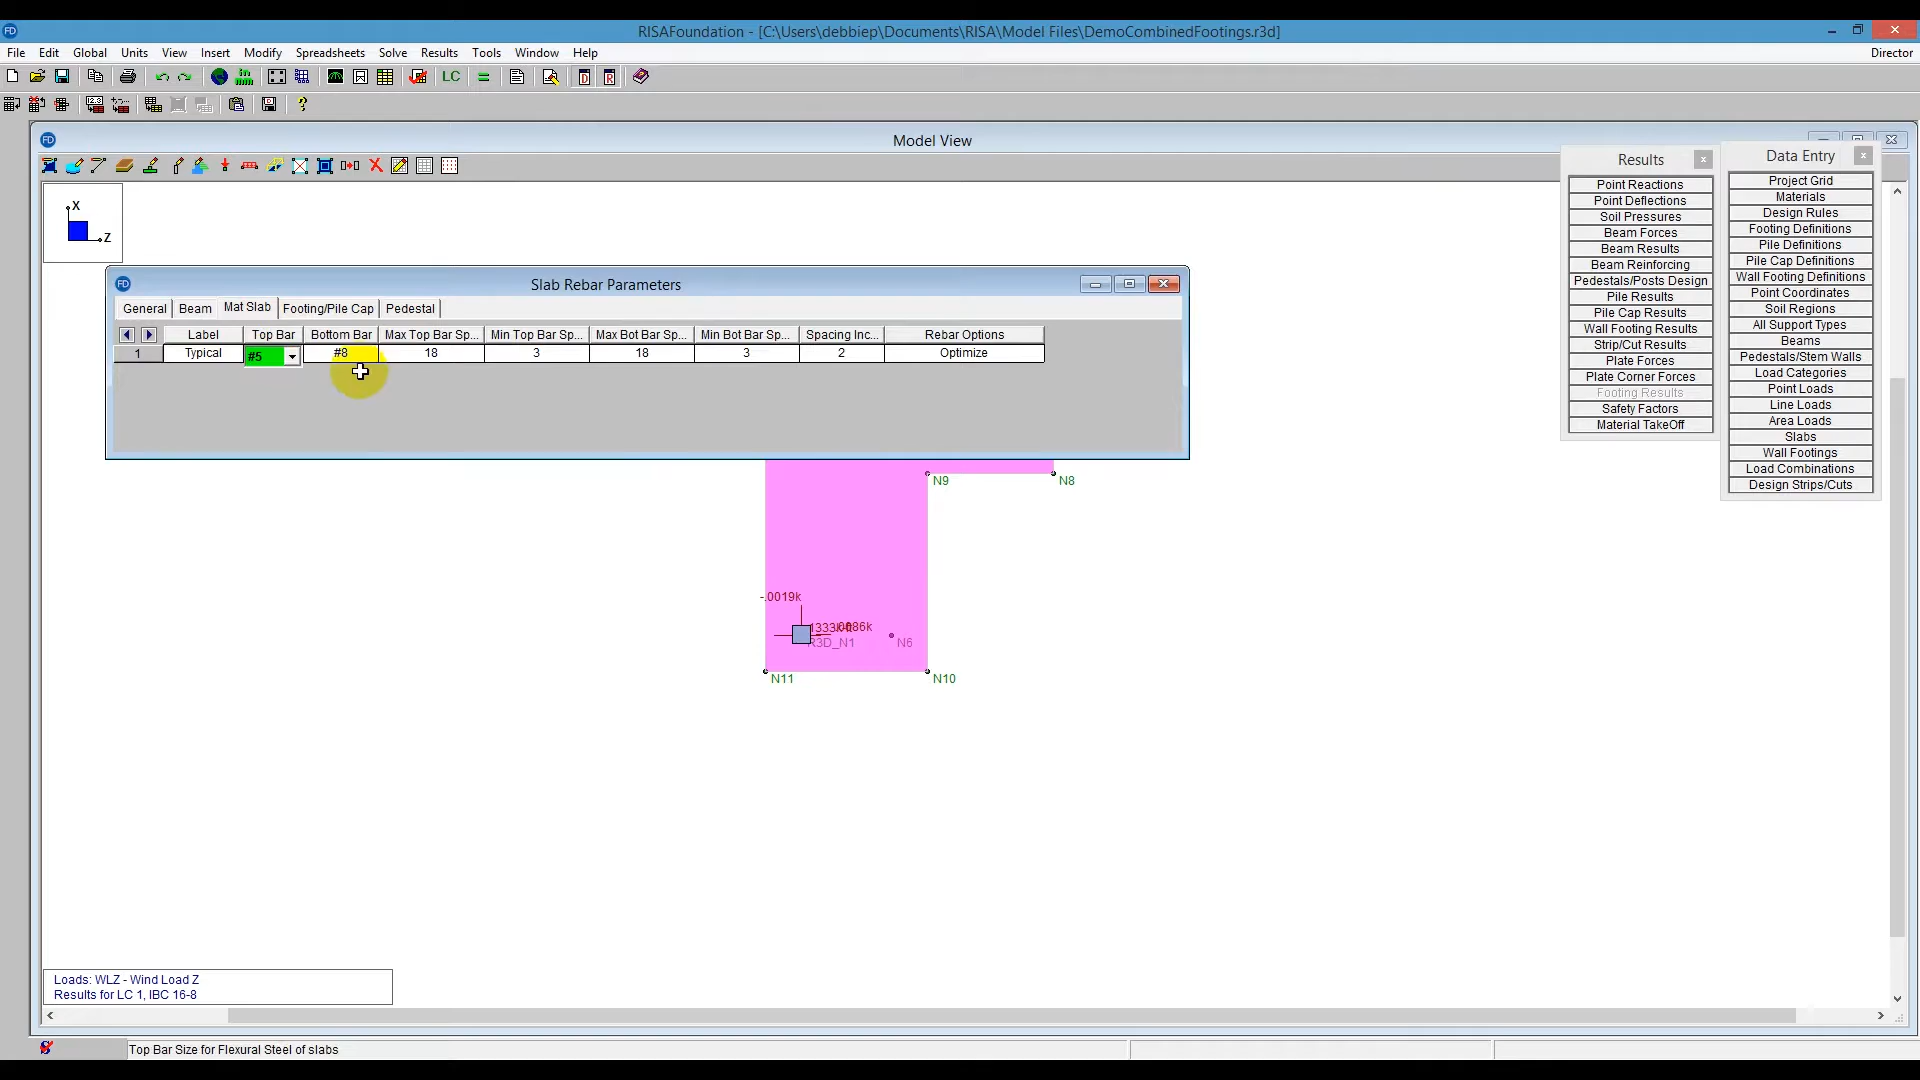 FD RISAFoundation - [C:\Users\debbiep\Documents\RISA\Model Files\DemoCombinedFootings.r3d]
File Edit Global Units View Insert Modify Spreadsheets Solve Results Tools Window Help Director
LC = D R
FD Model View
X
Z
Results
Point Reactions
Point Deflections
Soil Pressures
Beam Forces
Beam Results
Beam Reinforcing
Pedestals/Posts Design
Pile Results
Pile Cap Results
Wall Footing Results
Strip/Cut Results
Plate Forces
Plate Corner Forces
Footing Results
Safety Factors
Material TakeOff
Data Entry
Project Grid
Materials
Design Rules
Footing Definitions
Pile Definitions
Pile Cap Definitions
Wall Footing Definitions
Point Coordinates
Soil Regions
All Support Types
Beams
Pedestals/Stem Walls
Load Categories
Point Loads
Line Loads
Area Loads
Slabs
Wall Footings
Load Combinations
Design Strips/Cuts
FD Slab Rebar Parameters
General Beam Mat Slab Footing/Pile Cap Pedestal
Label Top Bar Bottom Bar Max Top Bar Sp... Min Top Bar Sp... Max Bot Bar Sp... Min Bot Bar Sp... Spacing Inc... Rebar Options
1 Typical #5 #8 18 3 18 3 2 Optimize
N9 N8
-.0019k
R3D_N1 N6
N11 N10
Loads: WLZ - Wind Load Z
Results for LC 1, IBC 16-8
Top Bar Size for Flexural Steel of slabs